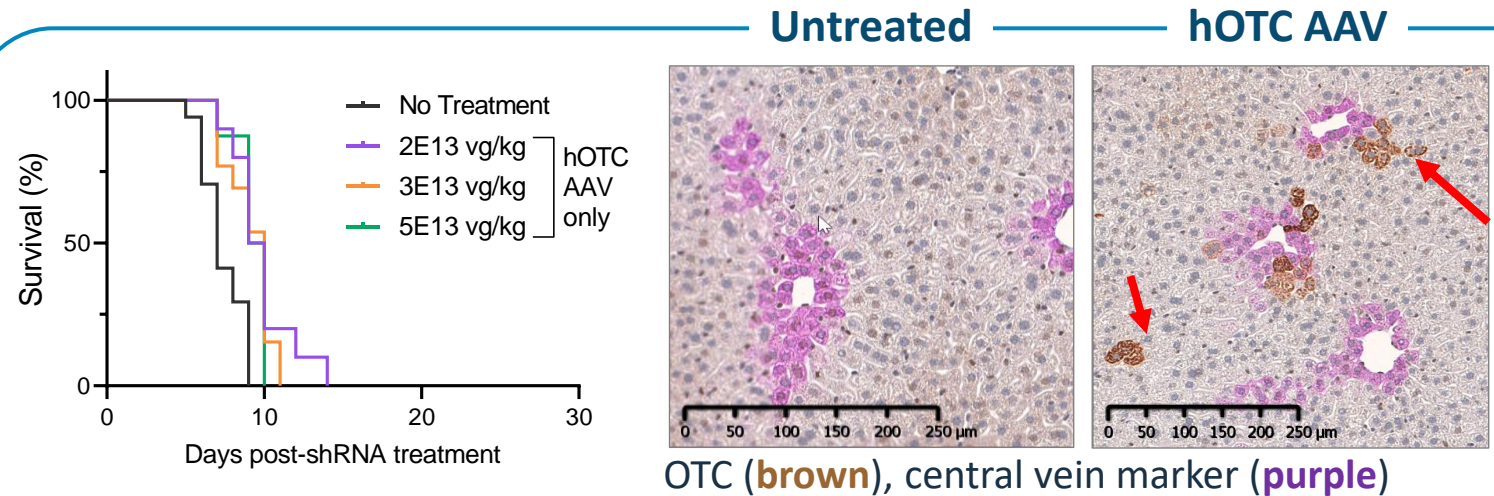 Untreated
hOTC AAV
100
50
0
Survival (%)
0
10
20
30
Days post-shRNA treatment
No Treatment
2E13 vg/kg
3E13 vg/kg
5E13 vg/kg
hOTC
AAV
only
0 50 100 150 200 250 µm
0 50 100 150 200 250 µm
OTC (brown), central vein marker (purple)